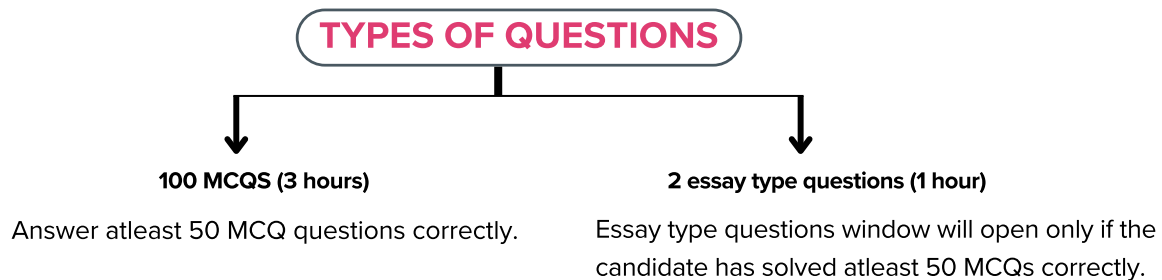 TYPES OF QUESTIONS
100 MCQS (3 hours)
Answer atleast 50 MCQ questions correctly.
2 essay type questions (1 hour)
Essay type questions window will open only if the
candidate has solved atleast 50 MCQs correctly.